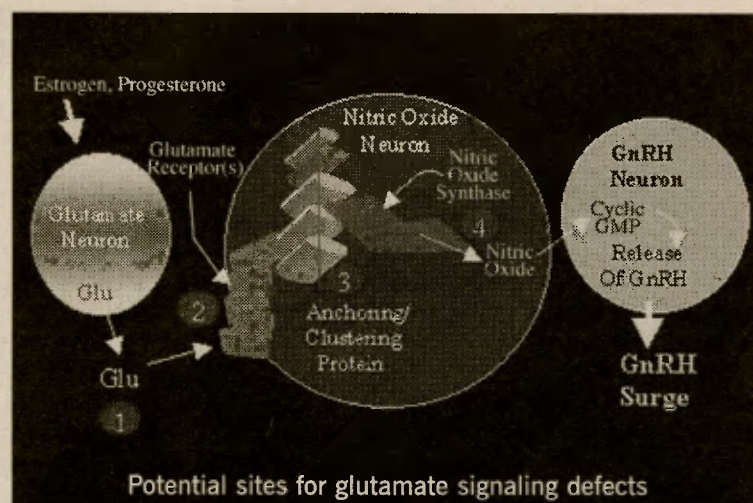 Estrogen, Progesterone
Glutamate
Neuron
Glu
Glu
1
Glutamate
Receptor(s)
2
Nitric Oxide
Neuron
Nitric
Oxide
Synthase
3
Anchoring/
Clustering
Protein
4
Nitric
Oxide
GnRH
Neuron
Cyclic
GMP
Release
Of GnRH
GnRH
Surge
Potential sites for glutamate signaling defects